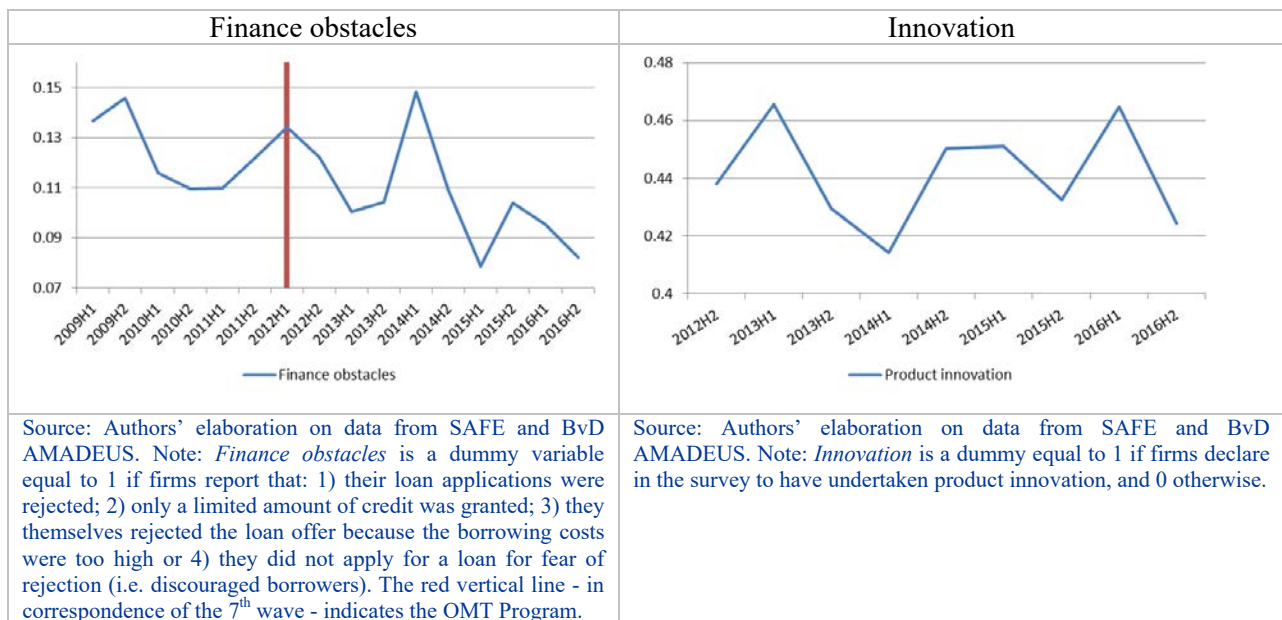 Finance obstacles
0.15
0.13
0.11
0.09
0.07
2009H1
2009H2
2010H1
2010H2
2011H1
2011H2
2012H1
2012H2
2013H1
2013H2
2014H1
2014H2
2015H1
2015H2
2016H1
2016H2
Finance obstacles
Source: Authors’ elaboration on data from SAFE and BvD
AMADEUS. Note: Finance obstacles is a dummy variable
equal to 1 if firms report that: 1) their loan applications were
rejected; 2) only a limited amount of credit was granted; 3) they
themselves rejected the loan offer because the borrowing costs
were too high or 4) they did not apply for a loan for fear of
rejection (i.e. discouraged borrowers). The red vertical line - in
correspondence of the 7th wave - indicates the OMT Program.
Innovation
0.48
0.46
0.44
0.42
0.4
2012H2
2013H1
2013H2
2014H1
2014H2
2015H1
2015H2
2016H1
2016H2
Product innovation
Source: Authors’ elaboration on data from SAFE and BvD
AMADEUS. Note: Innovation is a dummy equal to 1 if firms declare
in the survey to have undertaken product innovation, and 0 otherwise.